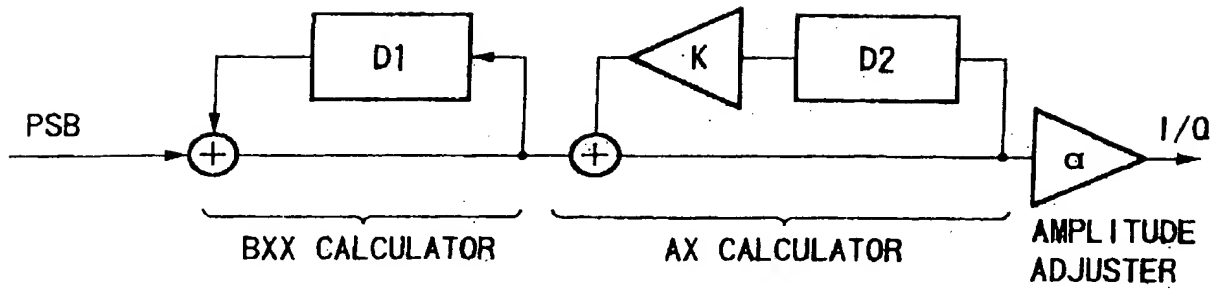 D1
K
D2
PSB
+
+
α
I/Q
BXX CALCULATOR
AX CALCULATOR
AMPLITUDE
ADJUSTER